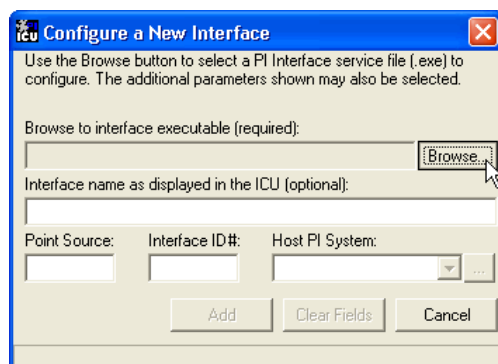 icu Configure a New Interface
Use the Browse button to select a PI Interface service file (.exe) to
configure. The additional parameters shown may also be selected.
Browse to interface executable (required):
Browse...
Interface name as displayed in the ICU (optional):
Point Source: Interface ID#: Host PI System:
...
Add Clear Fields Cancel